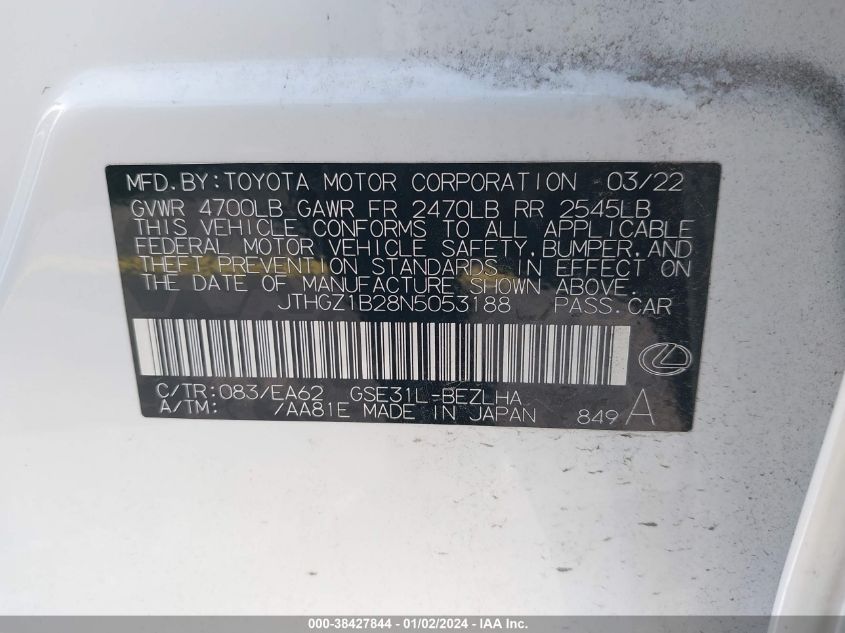 MFD.BY:TOYOTA MOTOR CORPORATION 03/22
GVWR 4700LB GAWR FR 2470LB RR 2545LB
THIS VEHICLE CONFORMS TO ALL APPLICABLE
FEDERAL MOTOR VEHICLE SAFETY,BUMPER,AND
THEFT PREVENTION STANDARDS IN EFFECT ON
THE DATE OF MANUFACTURE SHOWN ABOVE.
JTHGZ1B28N5053188 PASS.CAR
C/TR:083/EA62 GSE31L-BEZLHA
A/TM: /AA81E MADE IN JAPAN 849 A
000-38427844 - 01/02/2024 - IAA Inc.